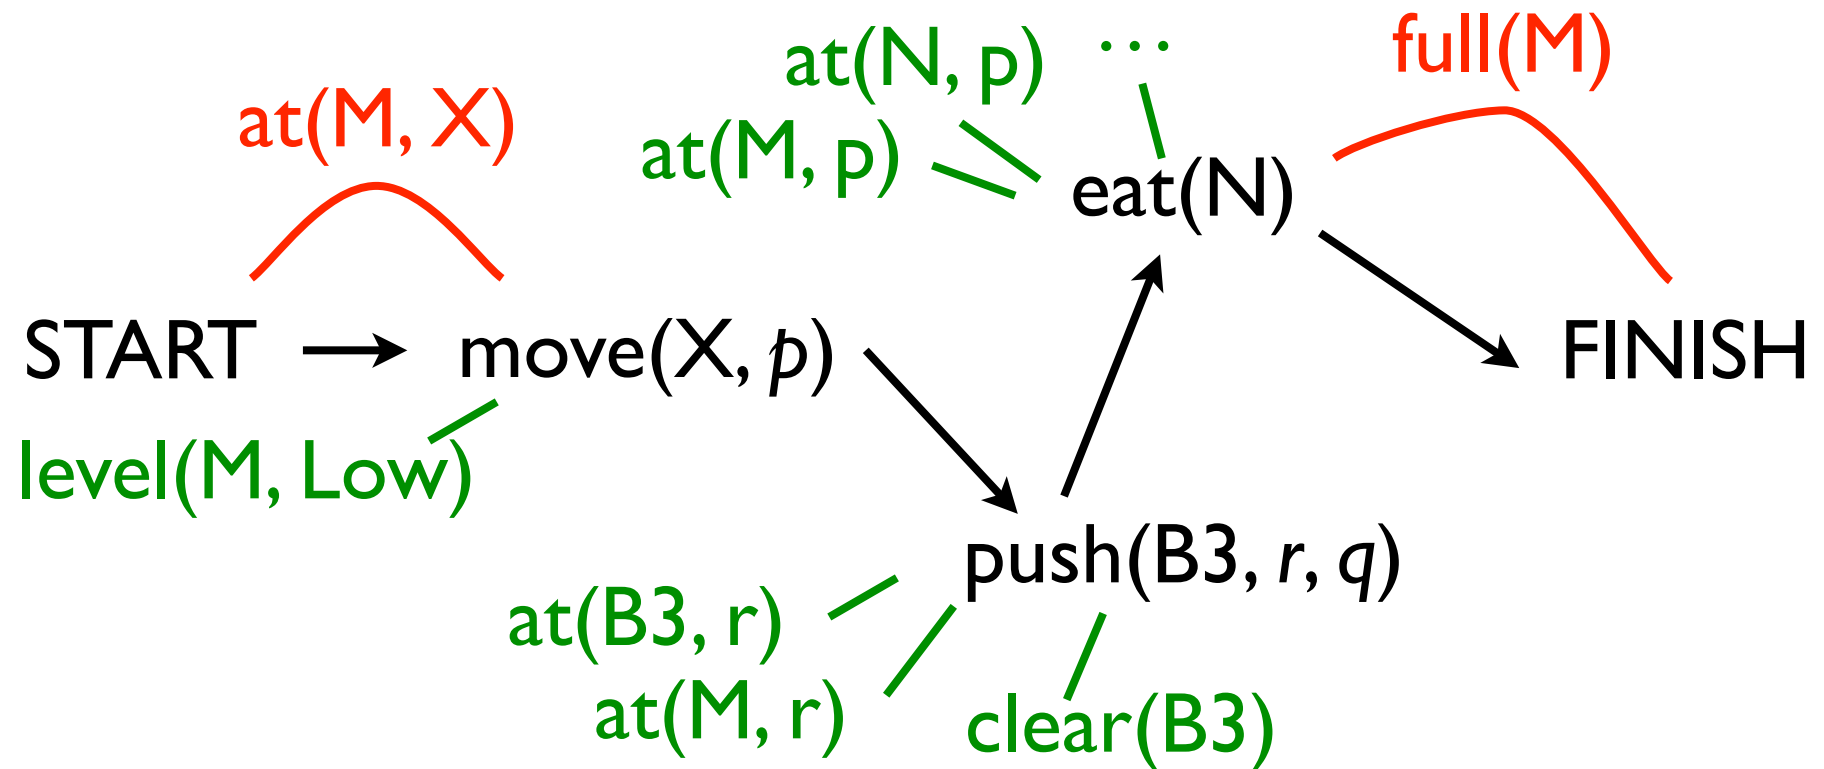 at(N, p) ...
full(M)
at(M, X)
at(M, p)
eat(N)
START
move(X, p)
FINISH
level(M, Low)
push(B3, r, q)
at(B3, r)
at(M, r)
clear(B3)